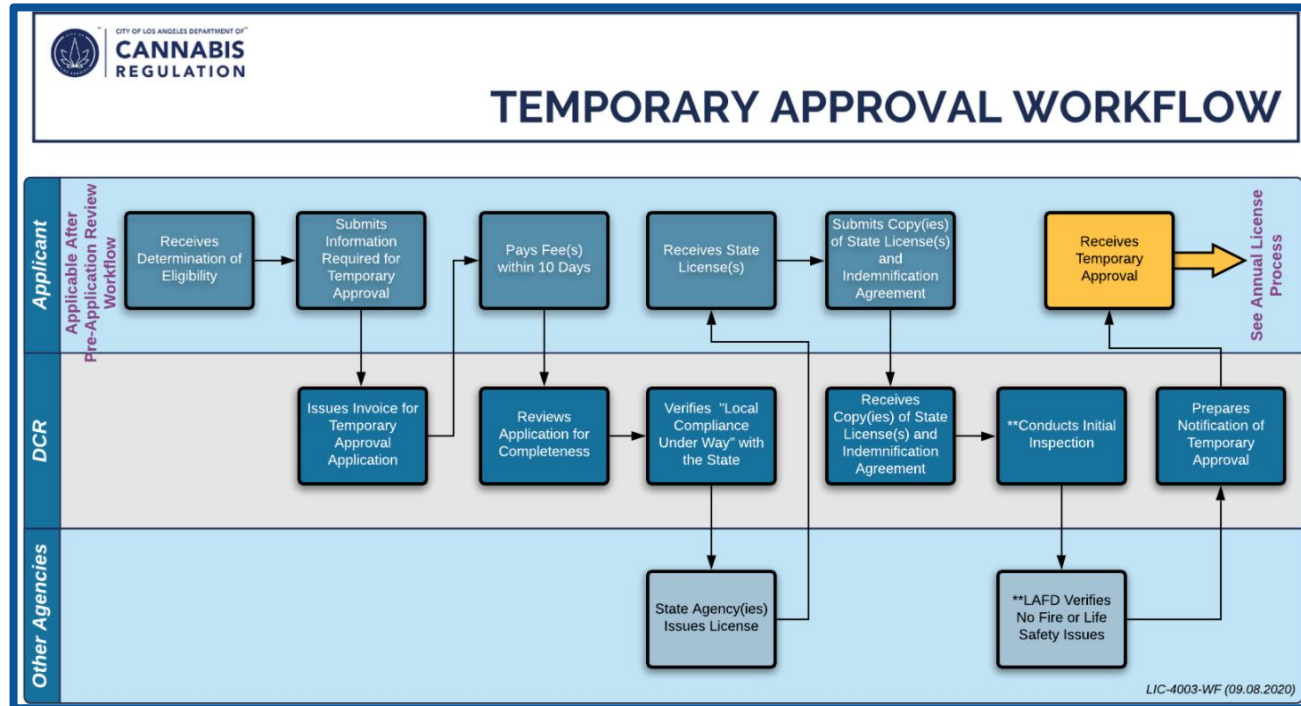 CITY OF LOS ANGELES DEPARTMENT OF
CANNABIS
REGULATION
TEMPORARY APPROVAL WORKFLOW
Applicant
Applicable After
Pre-Application Review
Workflow
Receives
Determination of
Eligibility
Submits
Information
Required for
Temporary
Approval
Pays Fee(s)
within 10 Days
Receives State
License(s)
Submits Copy(ies)
of State License(s)
and
Indemnification
Agreement
Receives
Temporary
Approval
See Annual License
Process
DCR
Issues Invoice for
Temporary
Approval
Application
Reviews
Application for
Completeness
Verifies "Local
Compliance
Under Way" with
the State
Receives
Copy(ies) of State
License(s) and
Indemnification
Agreement
**Conducts Initial
Inspection
Prepares
Notification of
Temporary
Approval
Other Agencies
State Agency(ies)
Issues License
**LAFD Verifies
No Fire or Life
Safety Issues
LIC-4003-WF (09.08.2020)